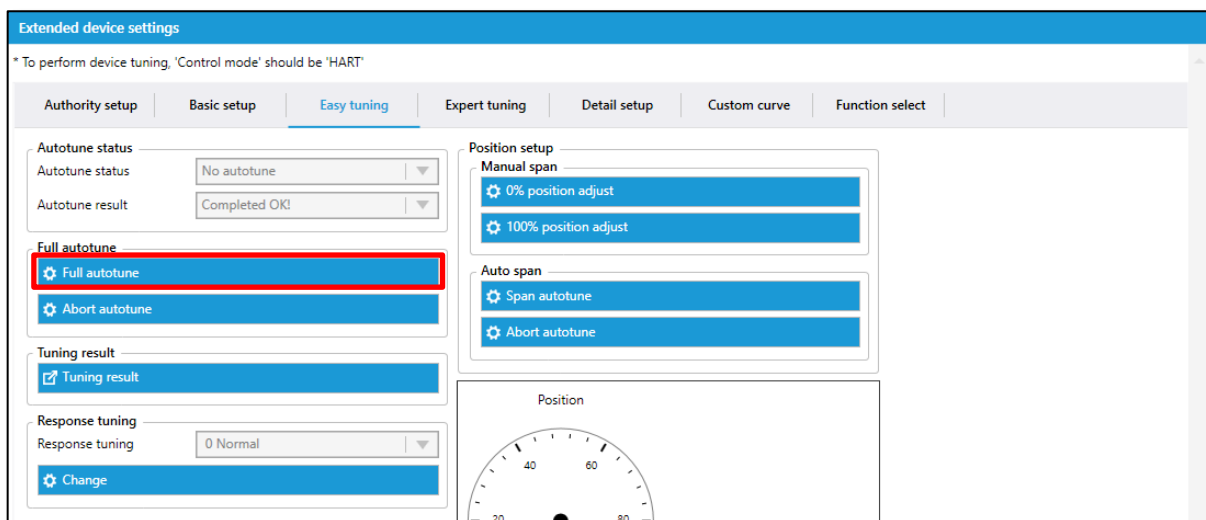 Extended device settings
* To perform device tuning, 'Control mode' should be 'HART'
Authority setup Basic setup Easy tuning Expert tuning Detail setup Custom curve Function select
Autotune status
Autotune status No autotune
Autotune result Completed OK!
Full autotune
Full autotune
Abort autotune
Tuning result
Tuning result
Response tuning
Response tuning 0 Normal
Change
Position setup
Manual span
0% position adjust
100% position adjust
Auto span
Span autotune
Abort autotune
Position
40 60
20 80